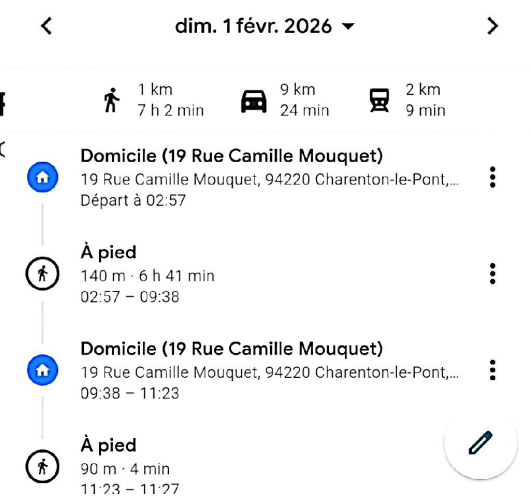 dim. 1 févr. 2026
1 km
7 h 2 min
9 km
24 min
2 km
9 min
Domicile (19 Rue Camille Mouquet)
19 Rue Camille Mouquet, 94220 Charenton-le-Pont,...
Départ à 02:57
À pied
140 m · 6 h 41 min
02:57 – 09:38
Domicile (19 Rue Camille Mouquet)
19 Rue Camille Mouquet, 94220 Charenton-le-Pont,...
09:38 – 11:23
À pied
90 m · 4 min
11:23 – 11:27